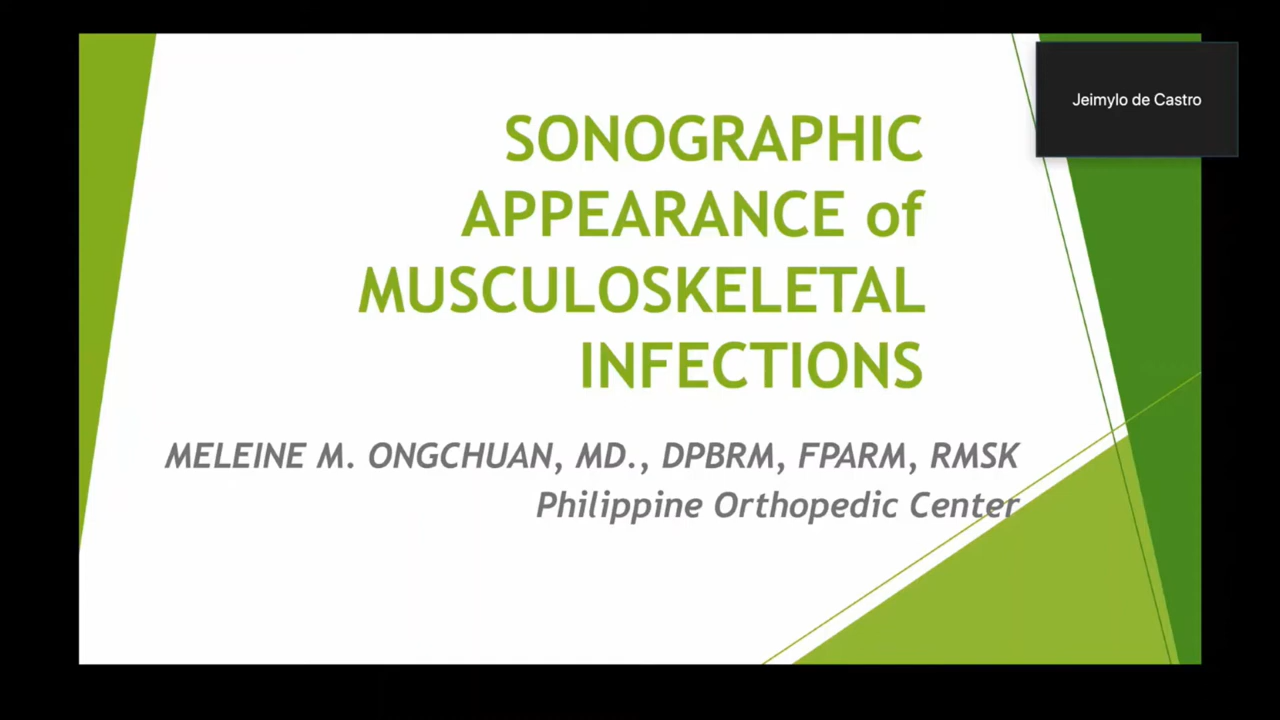 SONOGRAPHIC
APPEARANCE of
MUSCULOSKELETAL
INFECTIONS
MELEINE M. ONGCHUAN, MD., DPBRM, FPARM, RMSK
Philippine Orthopedic Center
Jeimylo de Castro